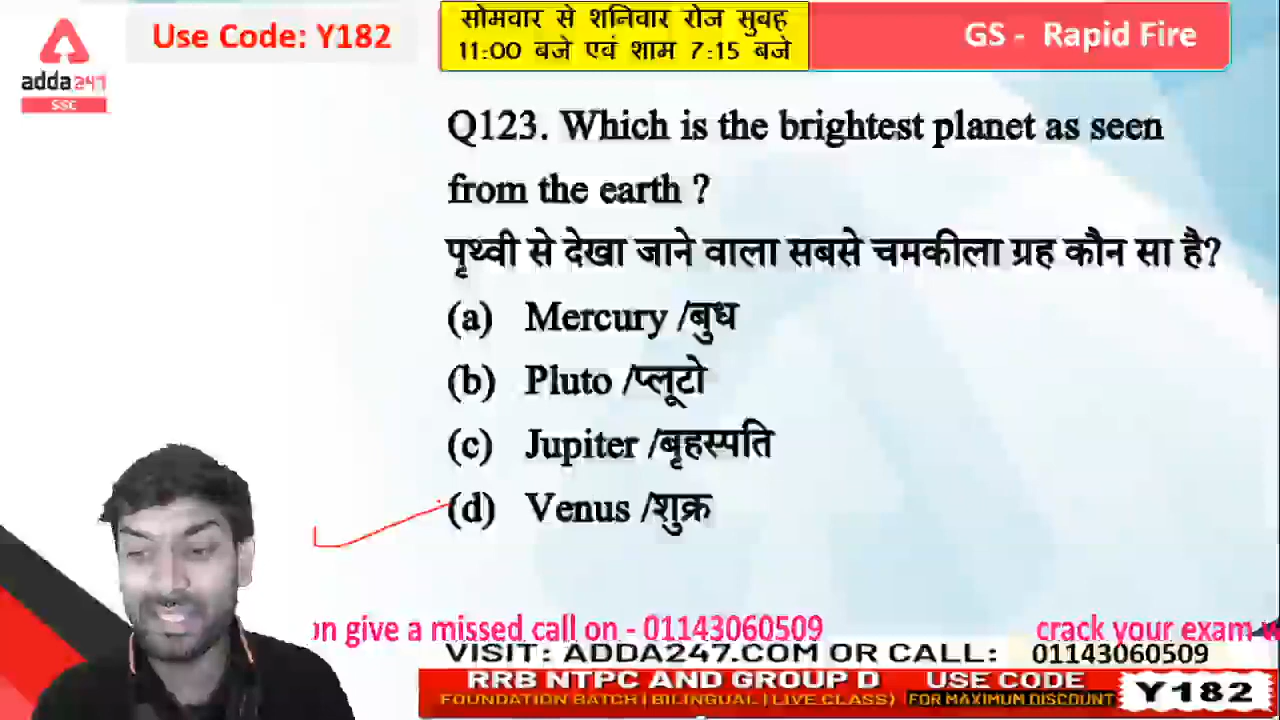 Use Code: Y182
सोमवार से शनिवार रोज सुबह
11:00 बजे एवं शाम 7:15 बजे
GS - Rapid Fire
adda247
SSC
Q123. Which is the brightest planet as seen
from the earth ?
पृथ्वी से देखा जाने वाला सबसे चमकीला ग्रह कौन सा है?
(a) Mercury /बुध
(b) Pluto /प्लूटो
(c) Jupiter /बृहस्पति
(d) Venus /शुक्र
on give a missed call on - 01143060509 crack your exam w
VISIT: ADDA247.COM OR CALL: 01143060509
RRB NTPC AND GROUP D USE CODE
FOUNDATION BATCH | BILINGUAL | LIVE CLASS) FOR MAXIMUM DISCOUNT
Y182